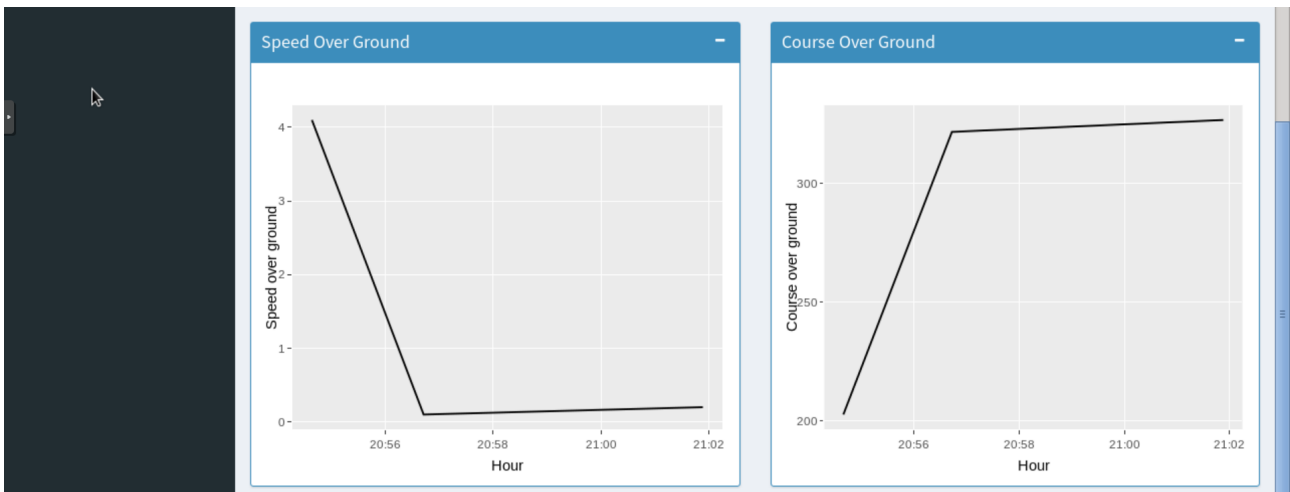 Speed Over Ground
4
3
2
1
0
Speed over ground
20:56 20:58 21:00 21:02
Hour
Course Over Ground
300
250
200
Course over ground
20:56 20:58 21:00 21:02
Hour